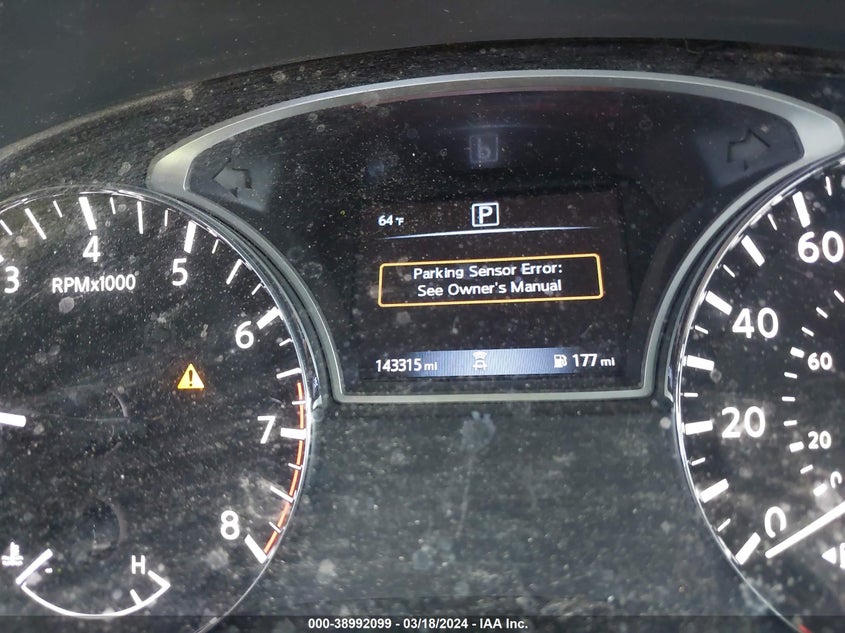 64°F
P
Parking Sensor Error:
See Owner's Manual
143315 mi
177 mi
3
4
5
6
7
8
RPMx1000
H
60
40
20
0
60
20
0
000-38992099 - 03/18/2024 - IAA Inc.